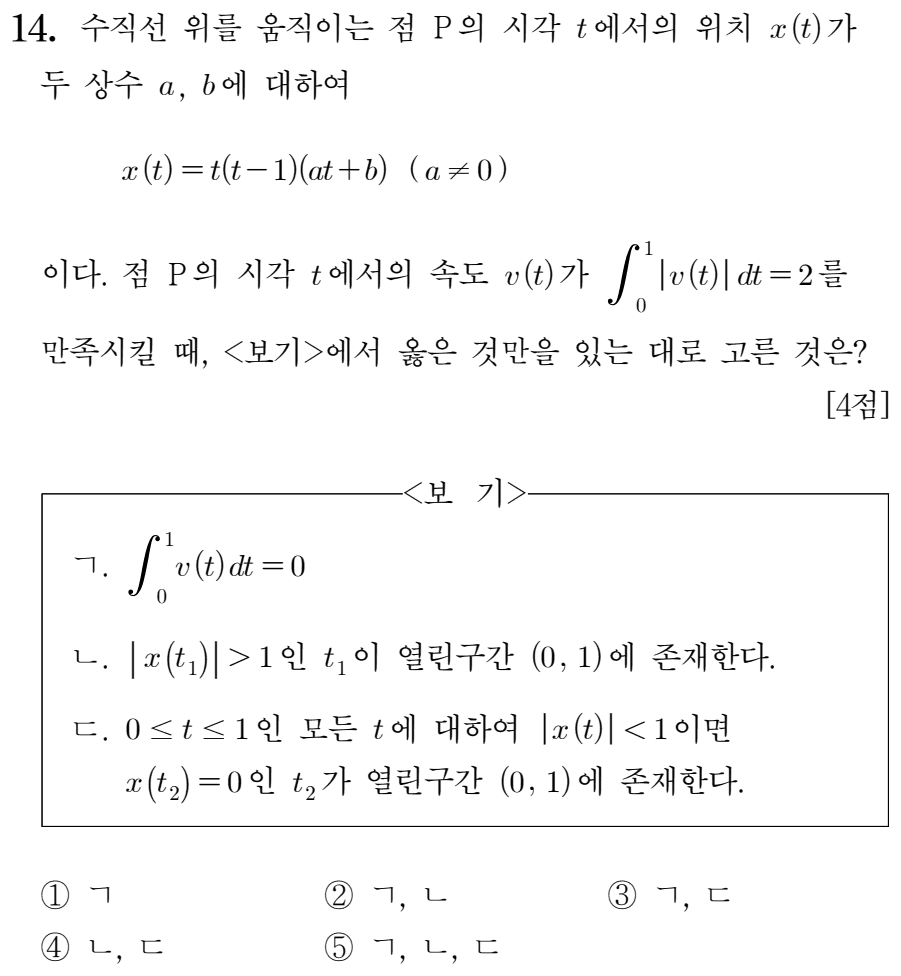 14. 수직선 위를 움직이는 점 P의 시각 t에서의 위치 x(t)가
두 상수 a, b에 대하여
x(t)=t(t−1)(at+b) (a≠0)
이다. 점 P의 시각 t에서의 속도 v(t)가 ∫₀¹|v(t)|dt=2를
만족시킬 때, <보기>에서 옳은 것만을 있는 대로 고른 것은?
[4점]
<보 기>
ㄱ. ∫₀¹v(t)dt=0
ㄴ. |x(t₁)|>1인 t₁이 열린구간 (0, 1)에 존재한다.
ㄷ. 0≤t≤1인 모든 t에 대하여 |x(t)|<1이면
x(t₂)=0인 t₂가 열린구간 (0, 1)에 존재한다.
① ㄱ ② ㄱ, ㄴ ③ ㄱ, ㄷ
④ ㄴ, ㄷ ⑤ ㄱ, ㄴ, ㄷ